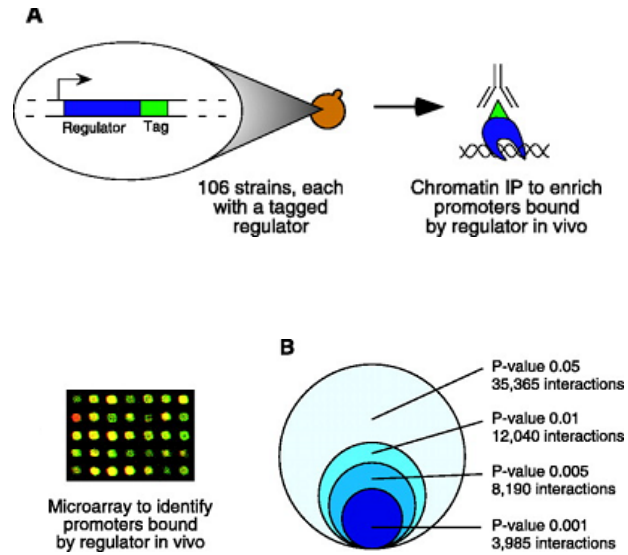 A
Regulator
Tag
106 strains, each
with a tagged
regulator
Chromatin IP to enrich
promoters bound
by regulator in vivo
Microarray to identify
promoters bound
by regulator in vivo
B
P-value 0.05
35,365 interactions
P-value 0.01
12,040 interactions
P-value 0.005
8,190 interactions
P-value 0.001
3,985 interactions